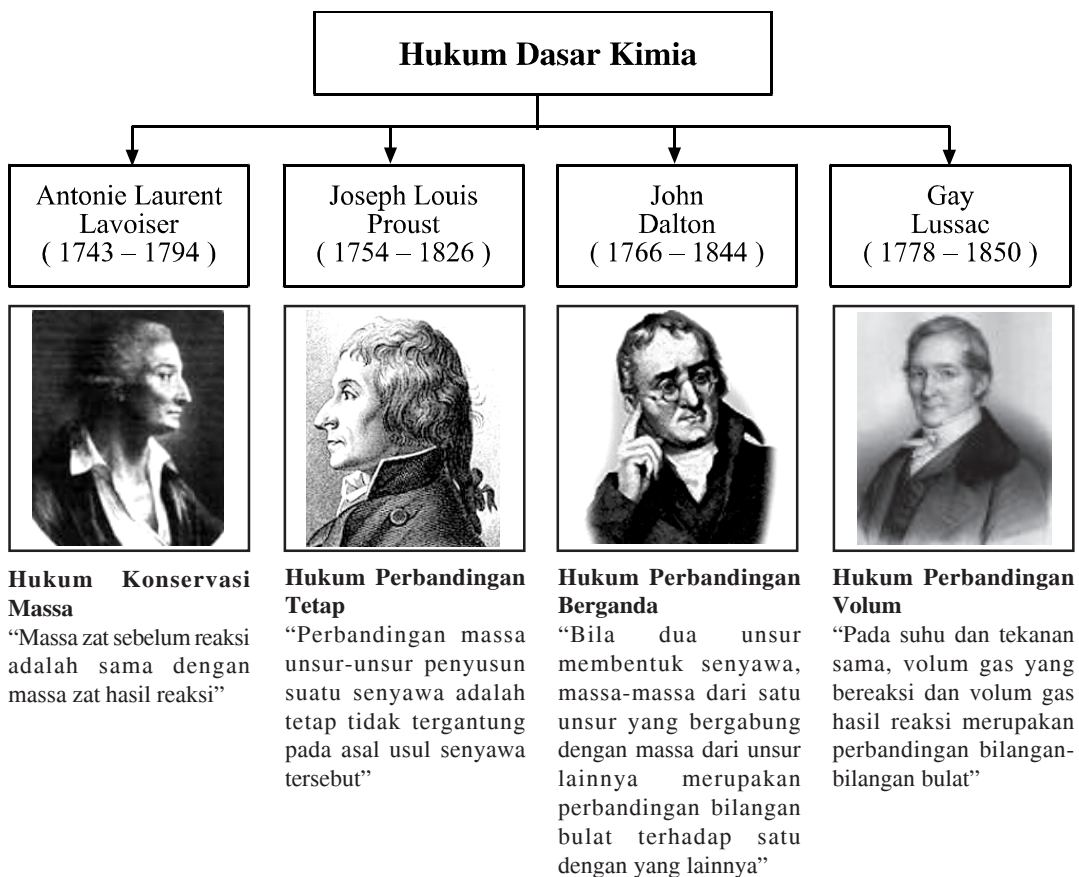 Hukum Dasar Kimia
Antonie Laurent
Lavoiser
( 1743 – 1794 )
Joseph Louis
Proust
( 1754 – 1826 )
John
Dalton
( 1766 – 1844 )
Gay
Lussac
( 1778 – 1850 )
Hukum Konservasi
Massa
“Massa zat sebelum reaksi
adalah sama dengan
massa zat hasil reaksi”
Hukum Perbandingan
Tetap
“Perbandingan massa
unsur-unsur penyusun
suatu senyawa adalah
tetap tidak tergantung
pada asal usul senyawa
tersebut”
Hukum Perbandingan
Berganda
“Bila dua unsur
membentuk senyawa,
massa-massa dari satu
unsur yang bergabung
dengan massa dari unsur
lainnya merupakan
perbandingan bilangan
bulat terhadap satu
dengan yang lainnya”
Hukum Perbandingan
Volum
“Pada suhu dan tekanan
sama, volum gas yang
bereaksi dan volum gas
hasil reaksi merupakan
perbandingan bilangan-
bilangan bulat”